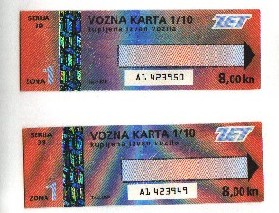 SERIJA
39
VOZNA KARTA 1/10
kupljena izvan vozila
ZET
ZONA 1
A1 423950
8,00 kn
SERIJA
39
VOZNA KARTA 1/10
kupljena izvan vozila
ZET
ZONA 1
A1 423949
8,00 kn